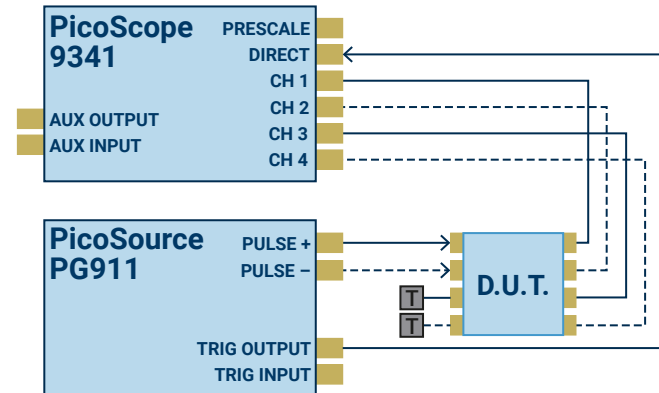 PicoScope
9341
PRESCALE
DIRECT
CH 1
CH 2
CH 3
CH 4
AUX OUTPUT
AUX INPUT
PicoSource
PG911
PULSE +
PULSE –
TRIG OUTPUT
TRIG INPUT
T
T
D.U.T.